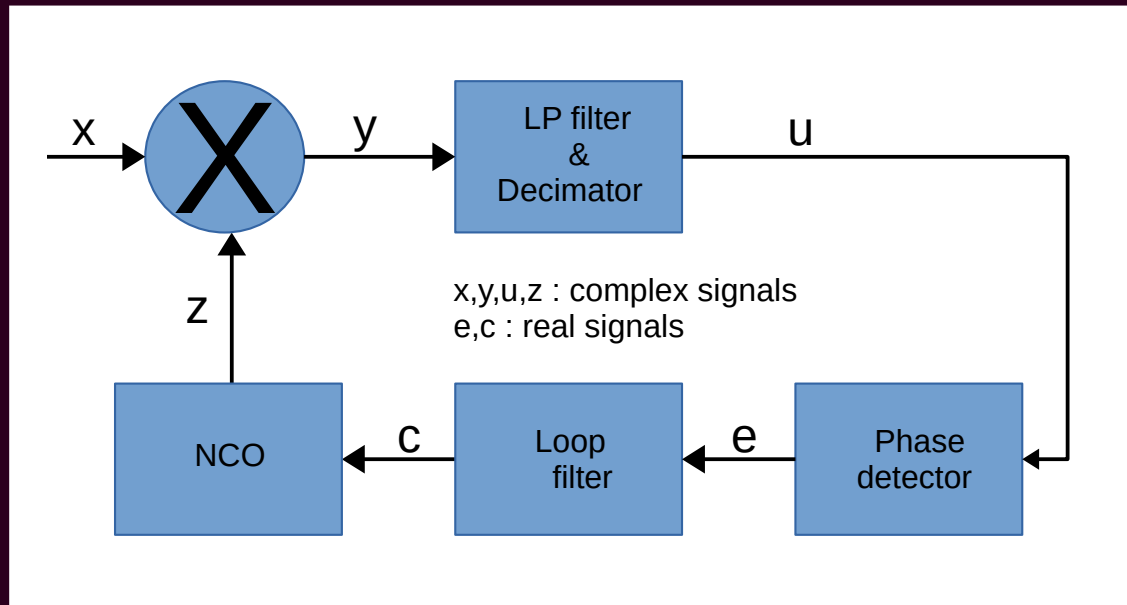 x
X
y
LP filter
&
Decimator
u
z
x,y,u,z : complex signals
e,c : real signals
NCO
c
Loop
filter
e
Phase
detector